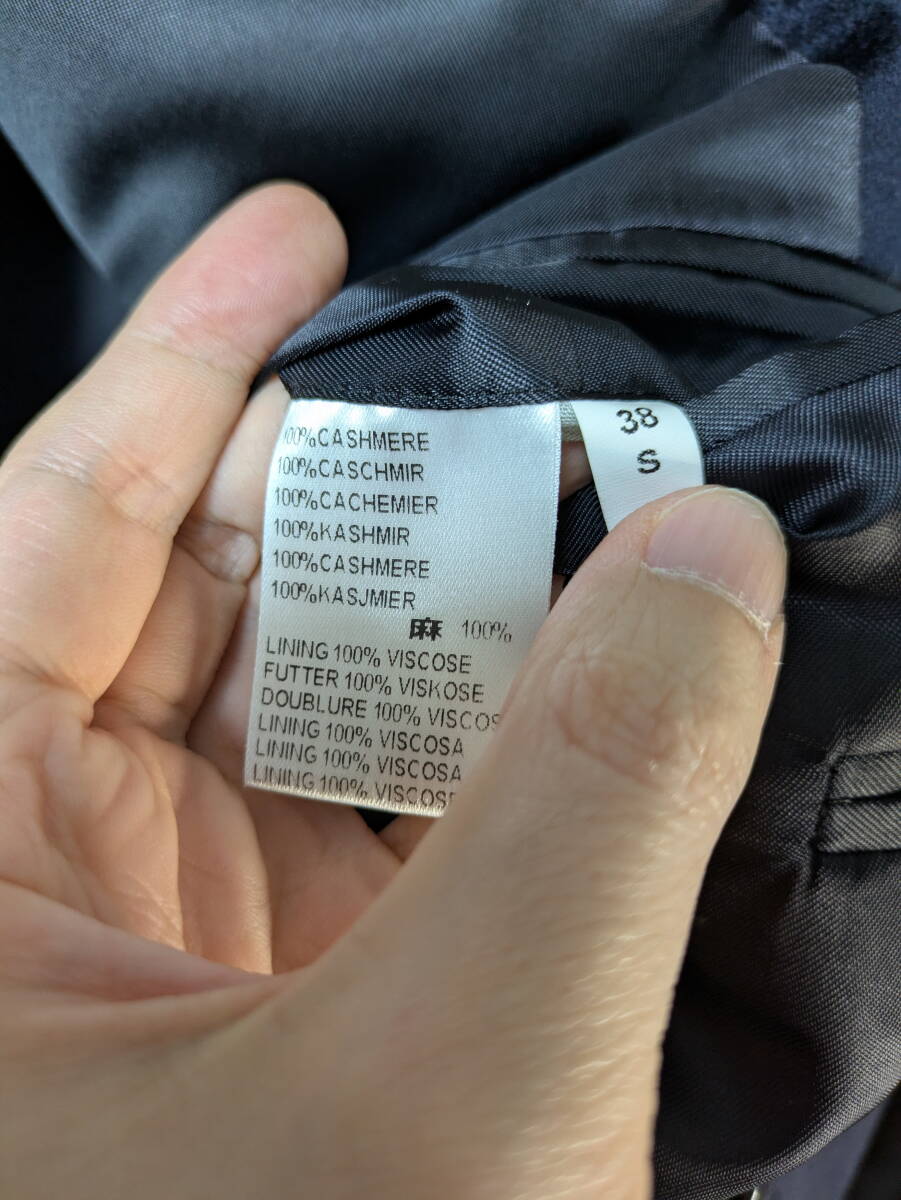 100%CASHMERE
100%CASCHMIR
100%CACHEMIER
100%KASHMIR
100%CASHMERE
100%KASJMIER
麻 100%
LINING 100% VISCOSE
FUTTER 100% VISKOSE
DOUBLURE 100% VISCOS
LINING 100% VISCOSA
LINING 100% VISCOSA
LINING 100% VISCOSE
38
S